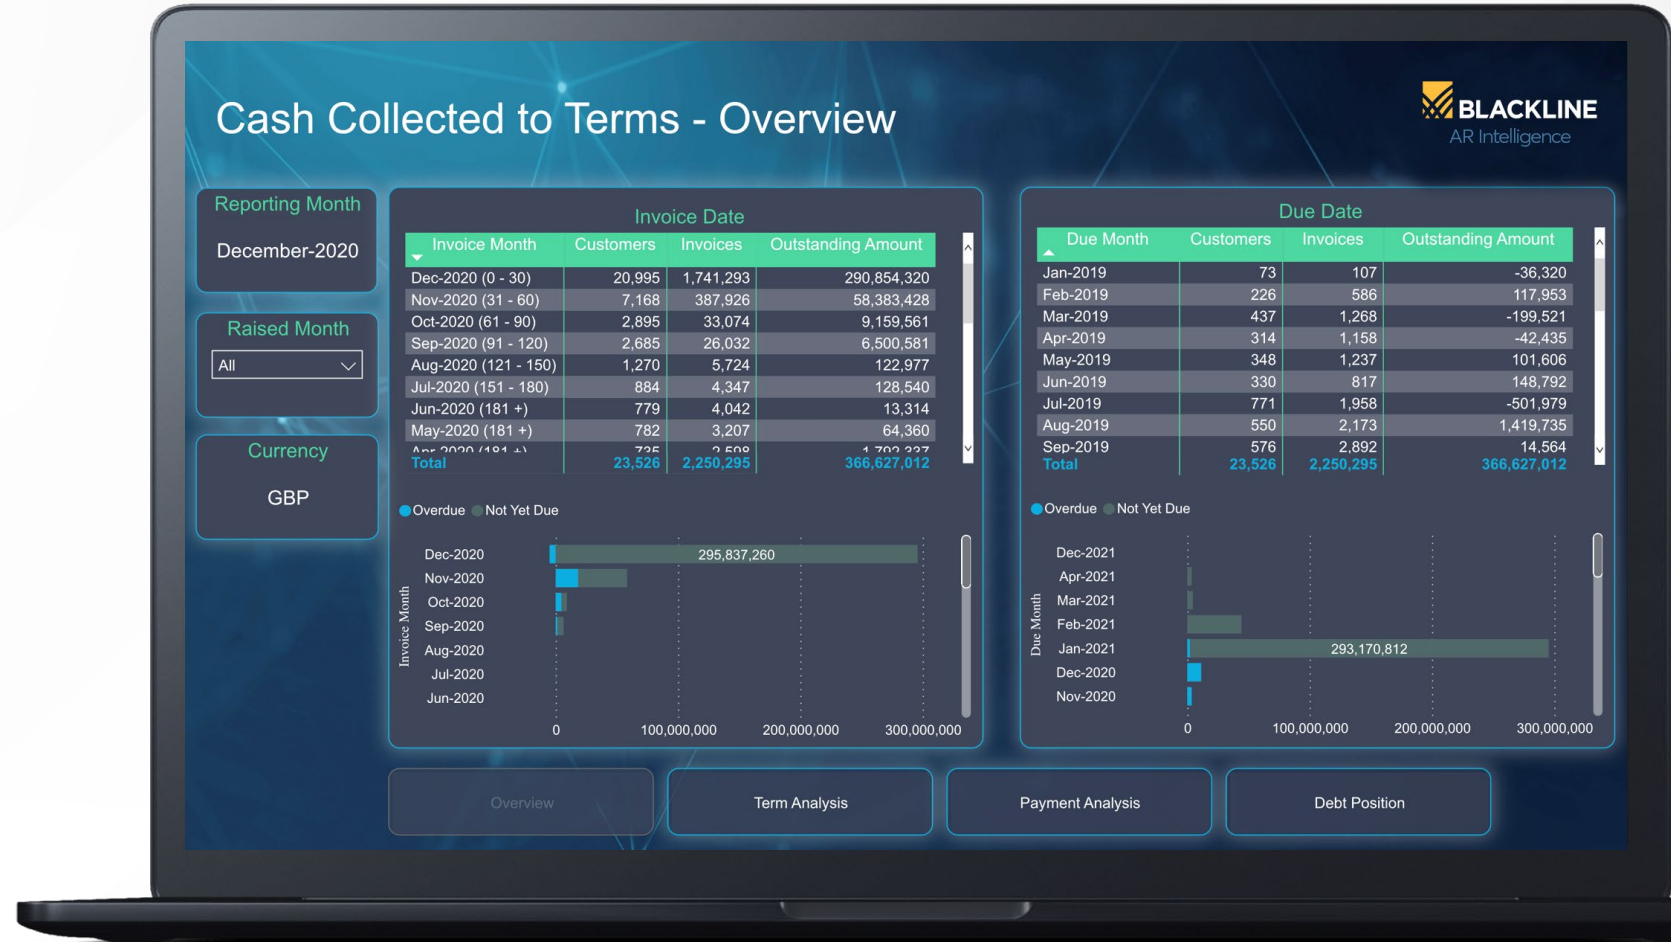 Cash Collected to Terms - Overview
BLACKLINE
AR Intelligence
Reporting Month
December-2020
Raised Month
All
Currency
GBP
Invoice Date
Invoice Month Customers Invoices Outstanding Amount
Dec-2020 (0 - 30) 20,995 1,741,293 290,854,320
Nov-2020 (31 - 60) 7,168 387,926 58,383,428
Oct-2020 (61 - 90) 2,895 33,074 9,159,561
Sep-2020 (91 - 120) 2,685 26,032 6,500,581
Aug-2020 (121 - 150) 1,270 5,724 122,977
Jul-2020 (151 - 180) 884 4,347 128,540
Jun-2020 (181 +) 779 4,042 13,314
May-2020 (181 +) 782 3,207 64,360
Apr-2020 (181 +) 735 2,598 1,792,337
Total 23,526 2,250,295 366,627,012
Overdue Not Yet Due
Invoice Month
Dec-2020 295,837,260
Nov-2020
Oct-2020
Sep-2020
Aug-2020
Jul-2020
Jun-2020
0 100,000,000 200,000,000 300,000,000
Due Date
Due Month Customers Invoices Outstanding Amount
Jan-2019 73 107 -36,320
Feb-2019 226 586 117,953
Mar-2019 437 1,268 -199,521
Apr-2019 314 1,158 -42,435
May-2019 348 1,237 101,606
Jun-2019 330 817 148,792
Jul-2019 771 1,958 -501,979
Aug-2019 550 2,173 1,419,735
Sep-2019 576 2,892 14,564
Total 23,526 2,250,295 366,627,012
Overdue Not Yet Due
Due Month
Dec-2021
Apr-2021
Mar-2021
Feb-2021
Jan-2021 293,170,812
Dec-2020
Nov-2020
0 100,000,000 200,000,000 300,000,000
Overview
Term Analysis
Payment Analysis
Debt Position